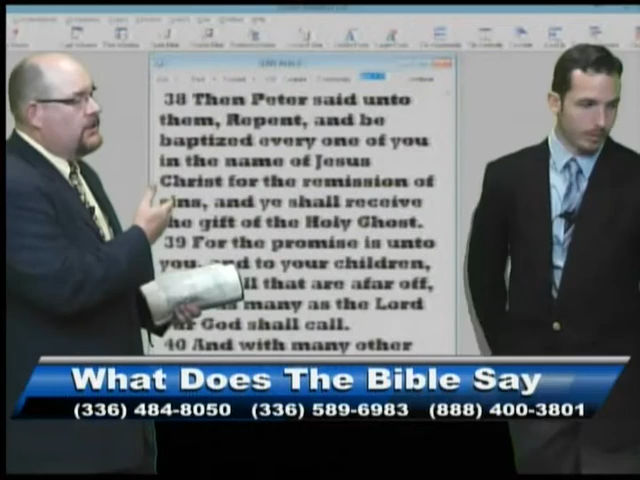 38 Then Peter said unto
them, Repent, and be
baptized every one of you
in the name of Jesus
Christ for the remission of
sins, and ye shall receive
the gift of the Holy Ghost.
39 For the promise is unto
you, and to your children,
all that are afar off,
as many as the Lord
our God shall call.
40 And with many other
What Does The Bible Say
(336) 484-8050 (336) 589-6983 (888) 400-3801